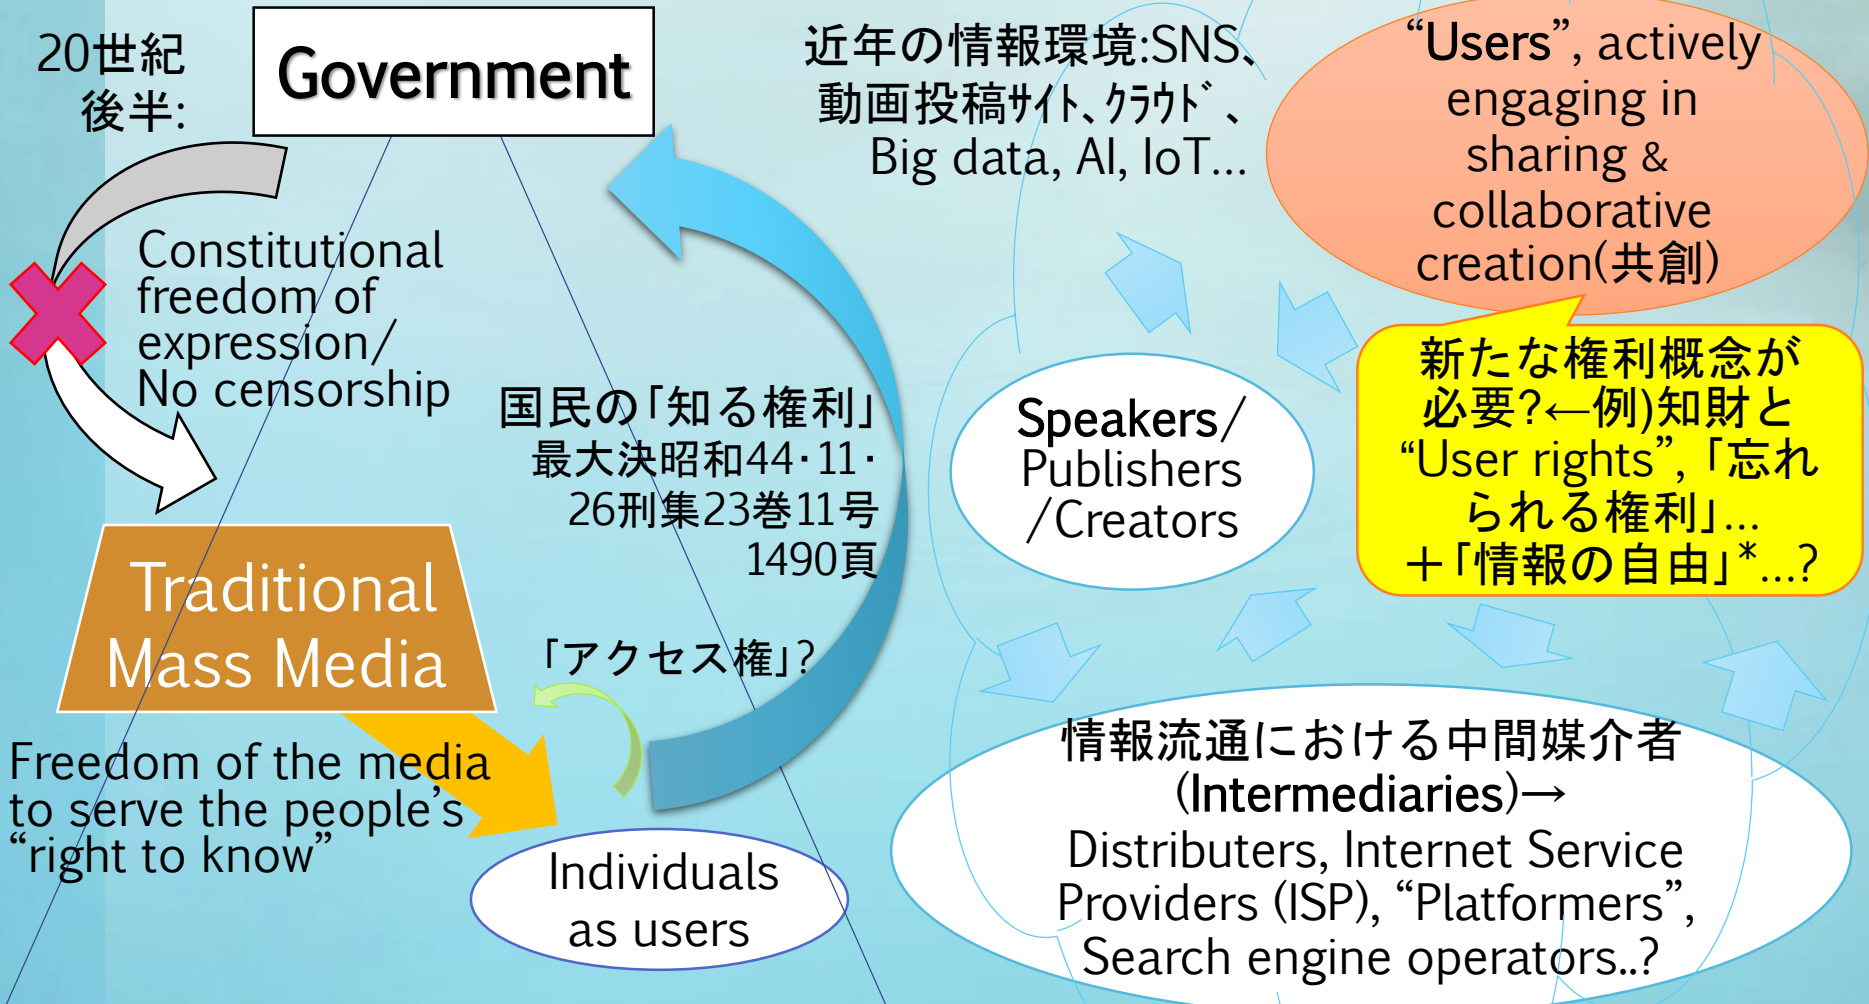 20世紀
後半:
Government
Constitutional
freedom of
expression/
No censorship
国民の「知る権利」
最大決昭和44・11・
26刑集23巻11号
1490頁
Traditional
Mass Media
「アクセス権」?
Freedom of the media
to serve the people’s
“right to know”
Individuals
as users
近年の情報環境:SNS、
動画投稿ｻｲﾄ、ｸﾗｳﾄﾞ、
Big data, AI, IoT…
“Users”, actively
engaging in
sharing &
collaborative
creation(共創)
新たな権利概念が
必要?←例)知財と
“User rights”, 「忘れ
られる権利」…
＋「情報の自由」*…?
Speakers/
Publishers
/Creators
情報流通における中間媒介者
(Intermediaries)→
Distributers, Internet Service
Providers (ISP), “Platformers”,
Search engine operators..?